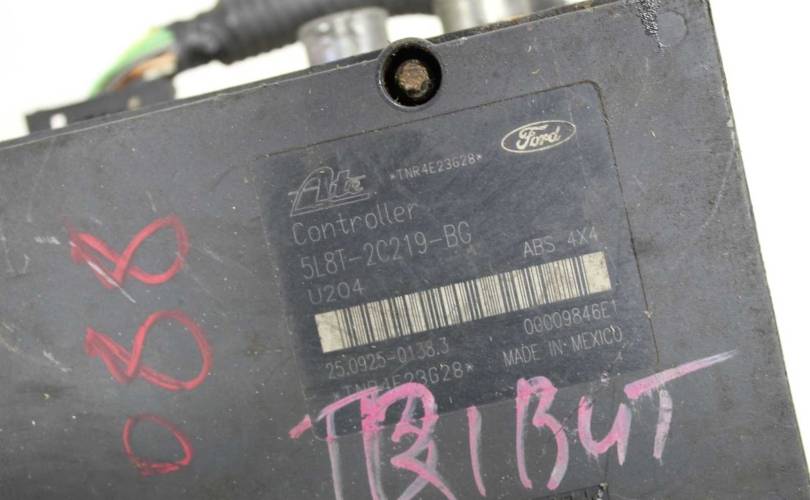 Ford
Ate *TNR4E23G28*
Controller
5L8T-2C219-BG ABS 4X4
U204
25.0925-0138.3 00009846E1
*TNR4E23G28* MADE IN MEXICO
TRIBUT
088